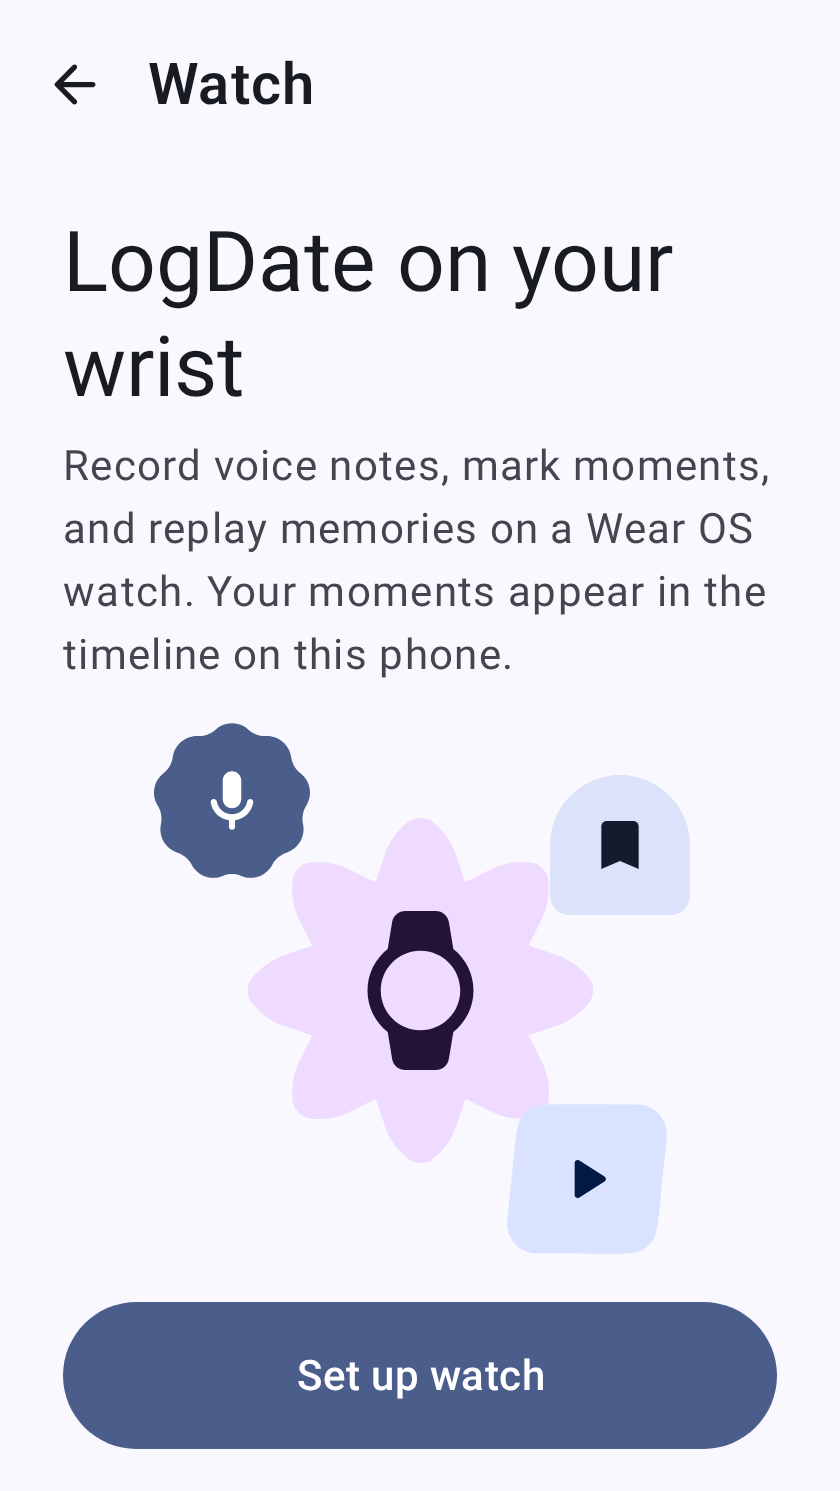 Watch
LogDate on your
wrist
Record voice notes, mark moments,
and replay memories on a Wear OS
watch. Your moments appear in the
timeline on this phone.
Set up watch